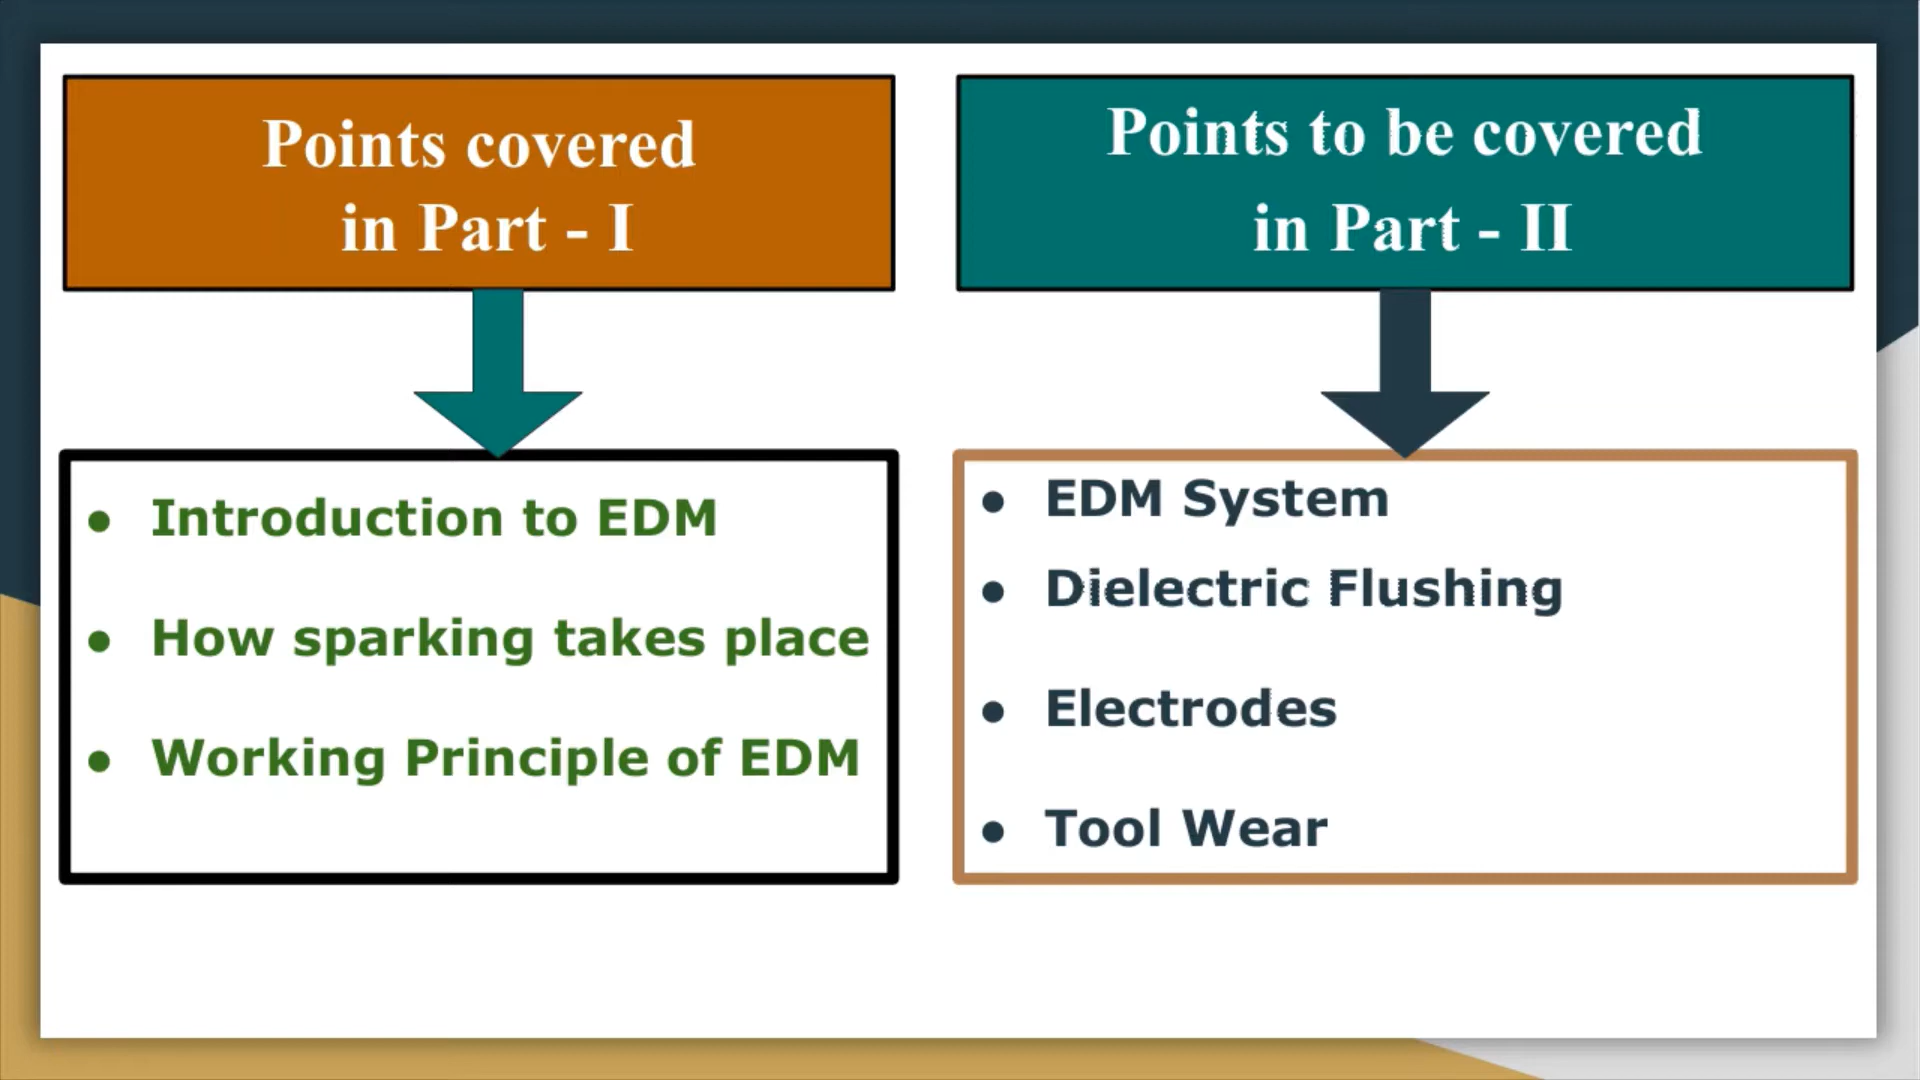 Points covered
in Part - I
● Introduction to EDM
● How sparking takes place
● Working Principle of EDM
Points to be covered
in Part - II
● EDM System
● Dielectric Flushing
● Electrodes
● Tool Wear